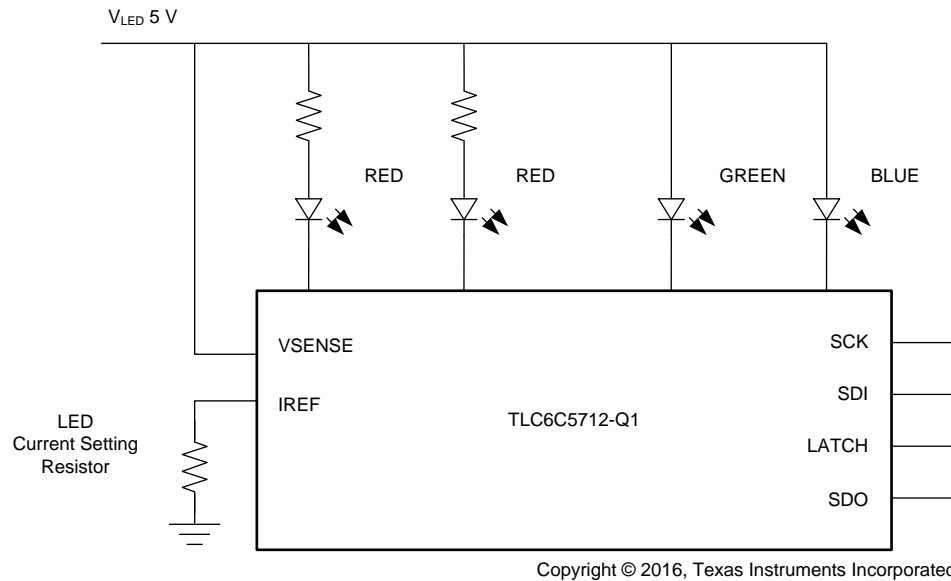 VLED 5 V
RED
RED
GREEN
BLUE
VSENSE
SCK
IREF
SDI
LED
Current Setting
Resistor
TLC6C5712-Q1
LATCH
SDO
Copyright © 2016, Texas Instruments Incorporated